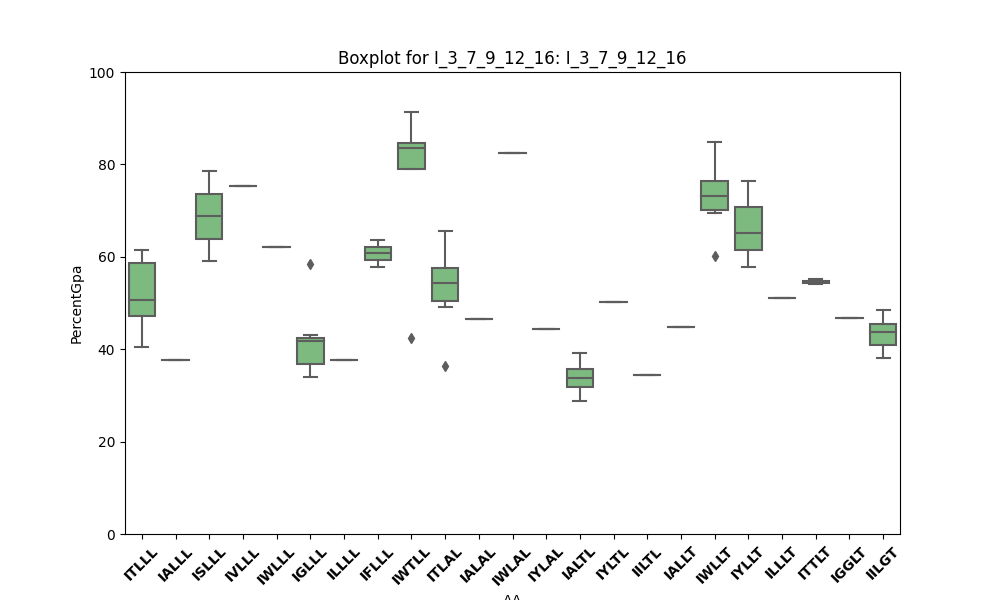 Boxplot for I_3_7_9_12_16: I_3_7_9_12_16
100
80
60
40
20
0
PercentGpa
ITLLL IALLL ISLLL IVLLL IWLLL IGLLL ILLLL IFLLL IWTLL ITLAL IALAL IWLAL IYLAL IALTL IYLTL IILTL IALLT IWLLT IYLLT ILLLT ITTLT IGGLT IILGT
AA